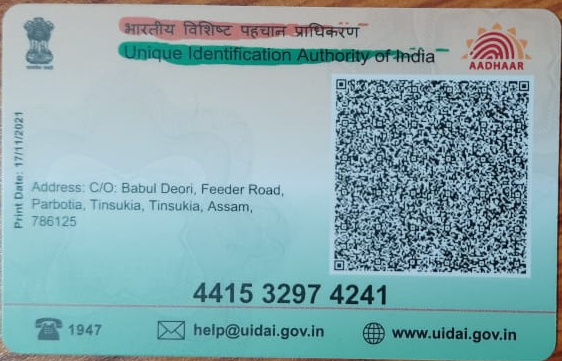 भारतीय विशिष्ट पहचान प्राधिकरण
Unique Identification Authority of India
AADHAAR
Print Date: 17/11/2021
Address: C/O: Babul Deori, Feeder Road,
Parbotia, Tinsukia, Tinsukia, Assam,
786125
4415 3297 4241
1947
help@uidai.gov.in
www.uidai.gov.in